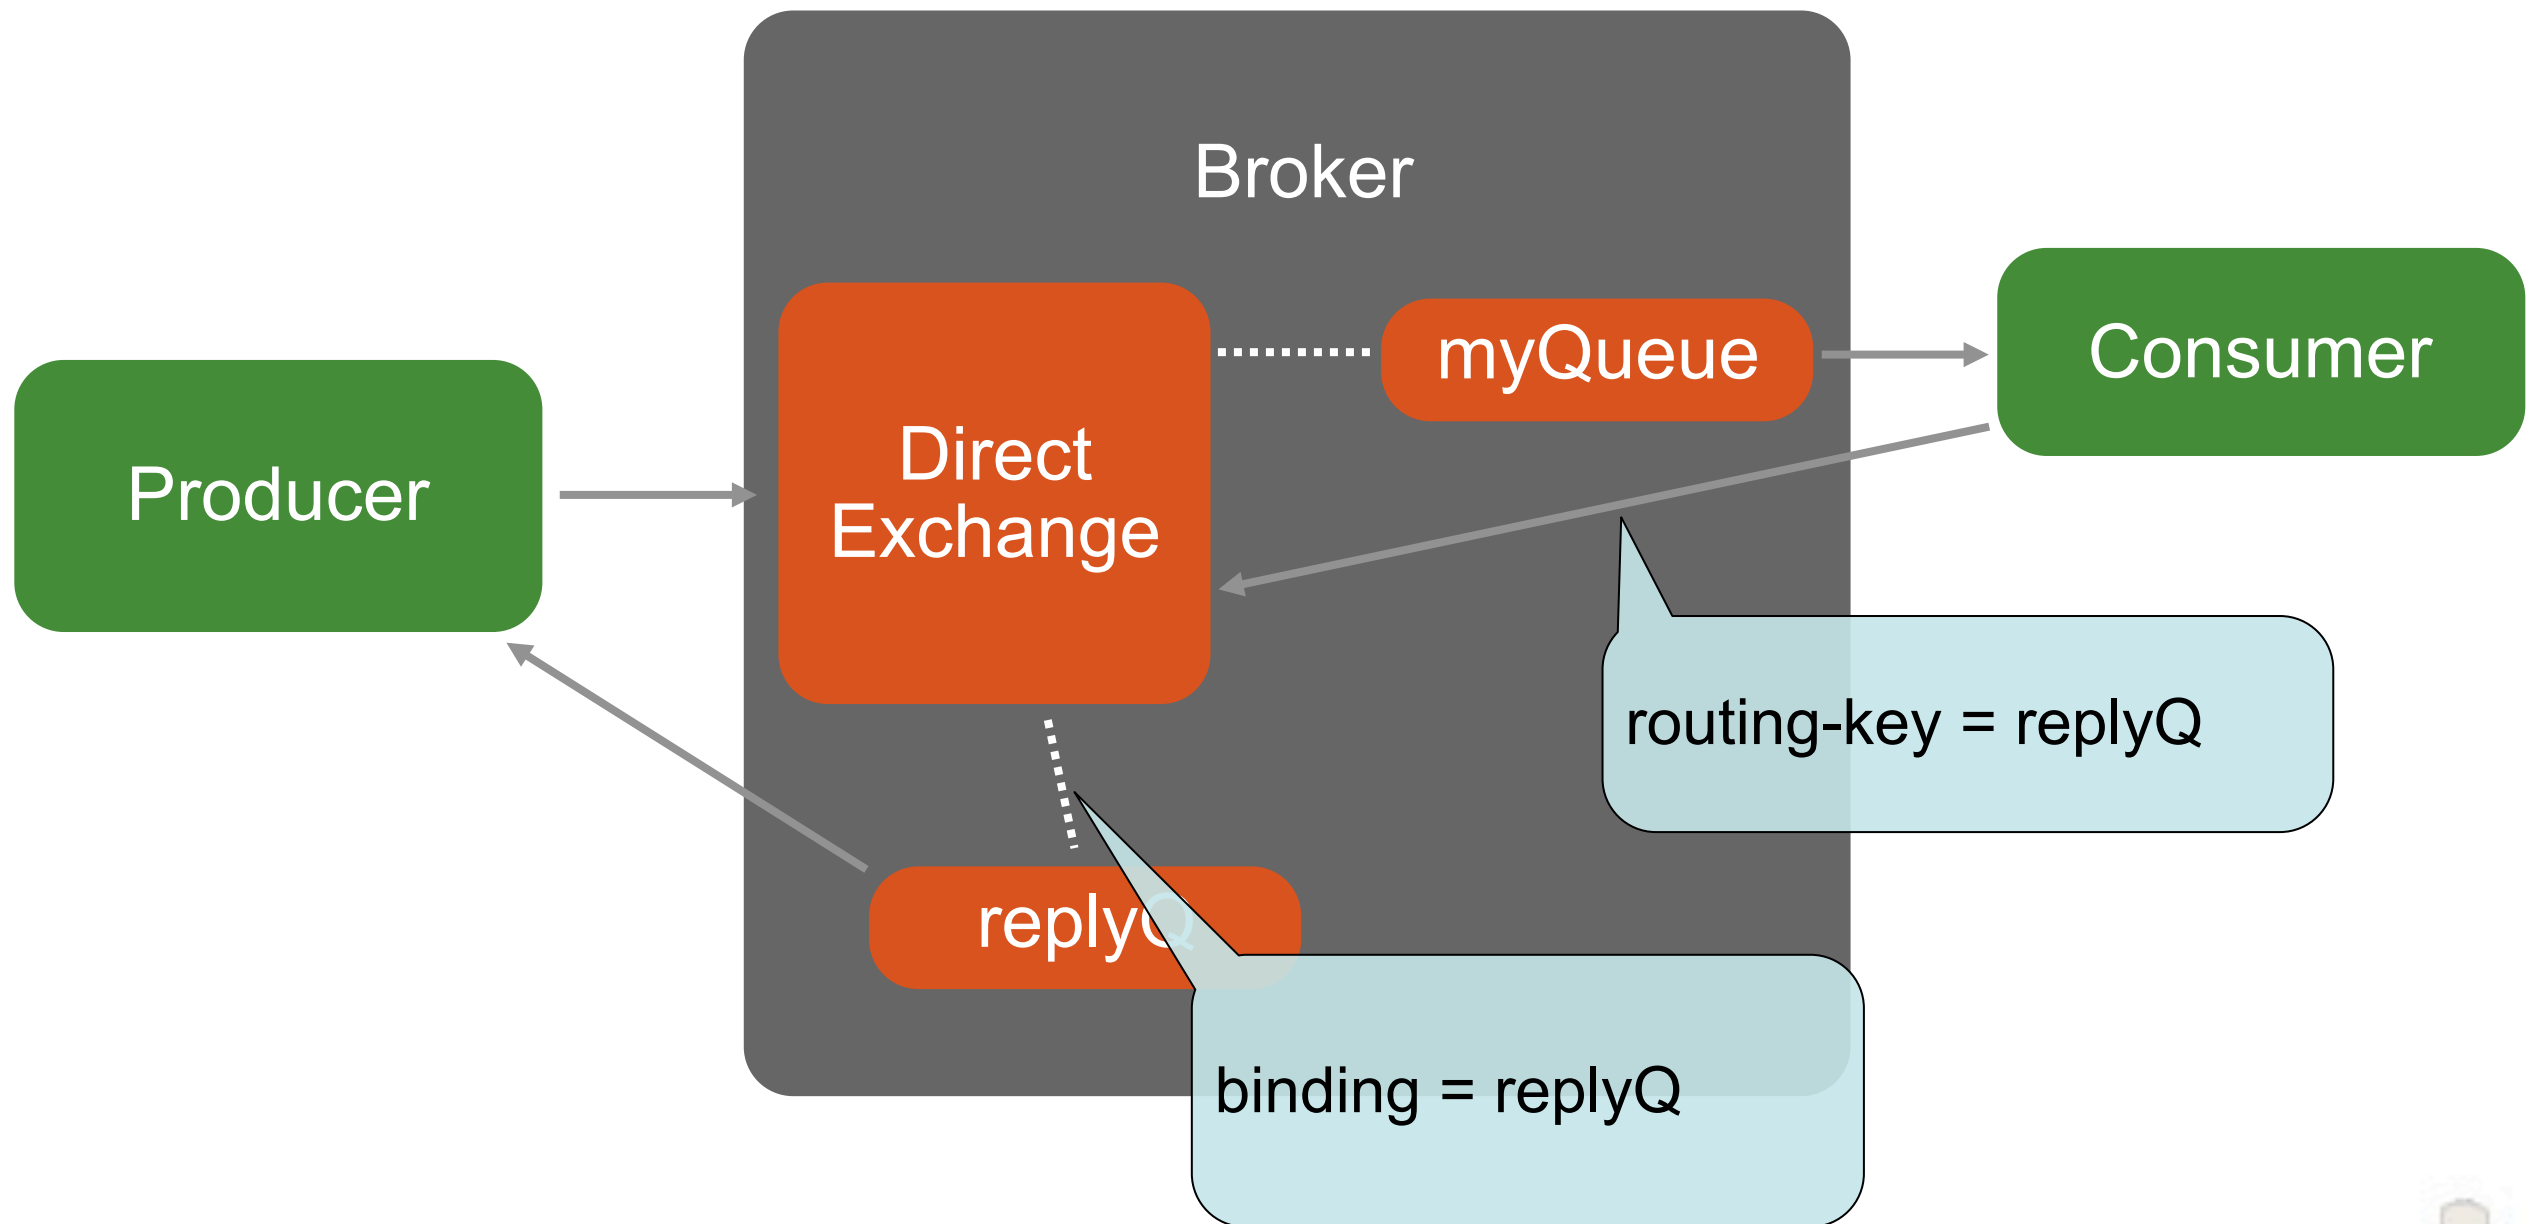 Broker
Producer
Direct
Exchange
myQueue
Consumer
routing-key = replyQ
replyQ
binding = replyQ